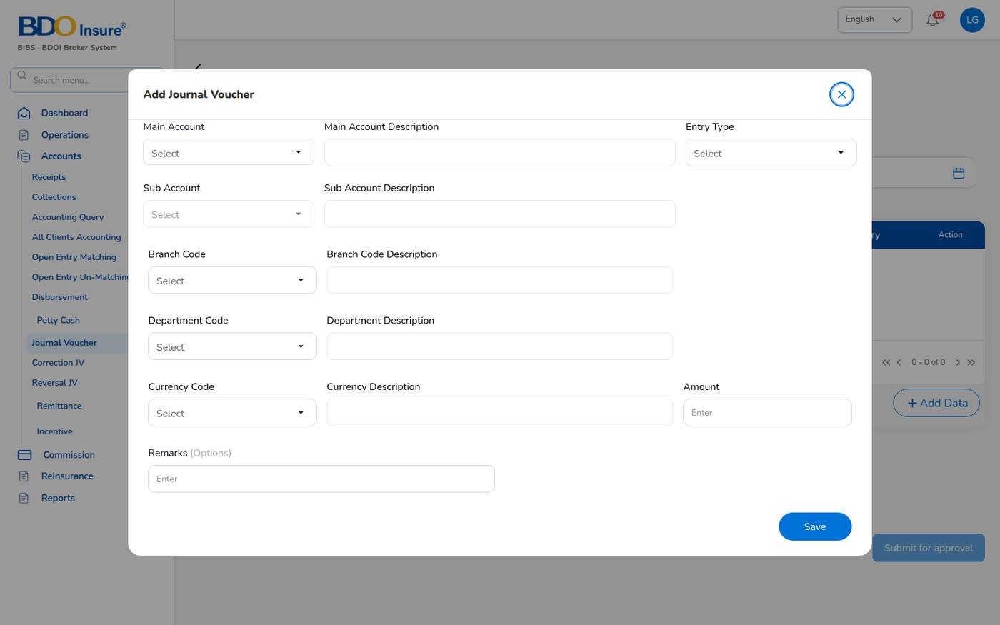 BDO Insure®
BIBS - BDOI Broker System
English
10
LG
Search menu...
Dashboard
Operations
Accounts
Receipts
Collections
Accounting Query
All Clients Accounting
Open Entry Matching
Open Entry Un-Matching
Disbursement
Petty Cash
Journal Voucher
Correction JV
Reversal JV
Remittance
Incentive
Commission
Reinsurance
Reports
Add Journal Voucher
Main Account
Main Account Description
Entry Type
Select
Select
Sub Account
Sub Account Description
Select
Branch Code
Branch Code Description
Select
Department Code
Department Description
Select
Currency Code
Currency Description
Amount
Select
Enter
Remarks (Options)
Enter
Save
ry
Action
0 - 0 of 0
+ Add Data
Submit for approval